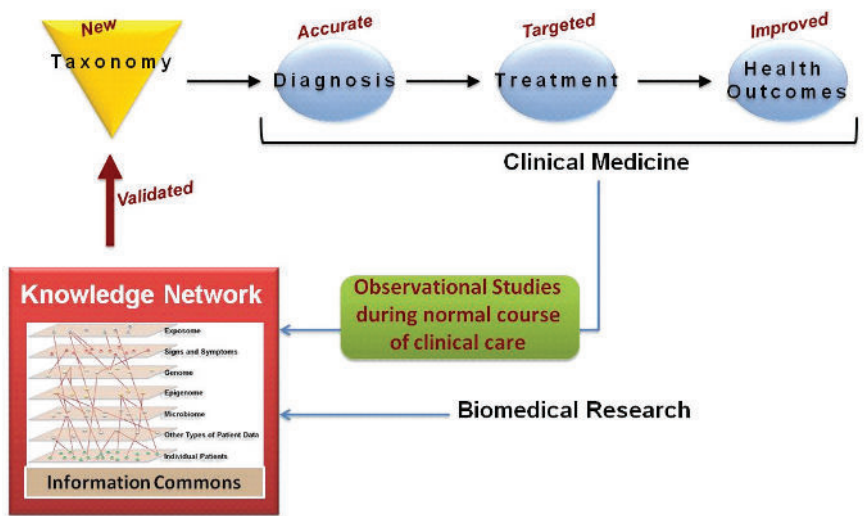 New
Taxonomy
Accurate
Diagnosis
Targeted
Treatment
Improved
Health
Outcomes
Clinical Medicine
Validated
Knowledge Network
Exposome
Signs and Symptoms
Genome
Epigenome
Microbiome
Other Types of Patient Data
Individual Patients
Information Commons
Observational Studies
during normal course
of clinical care
Biomedical Research